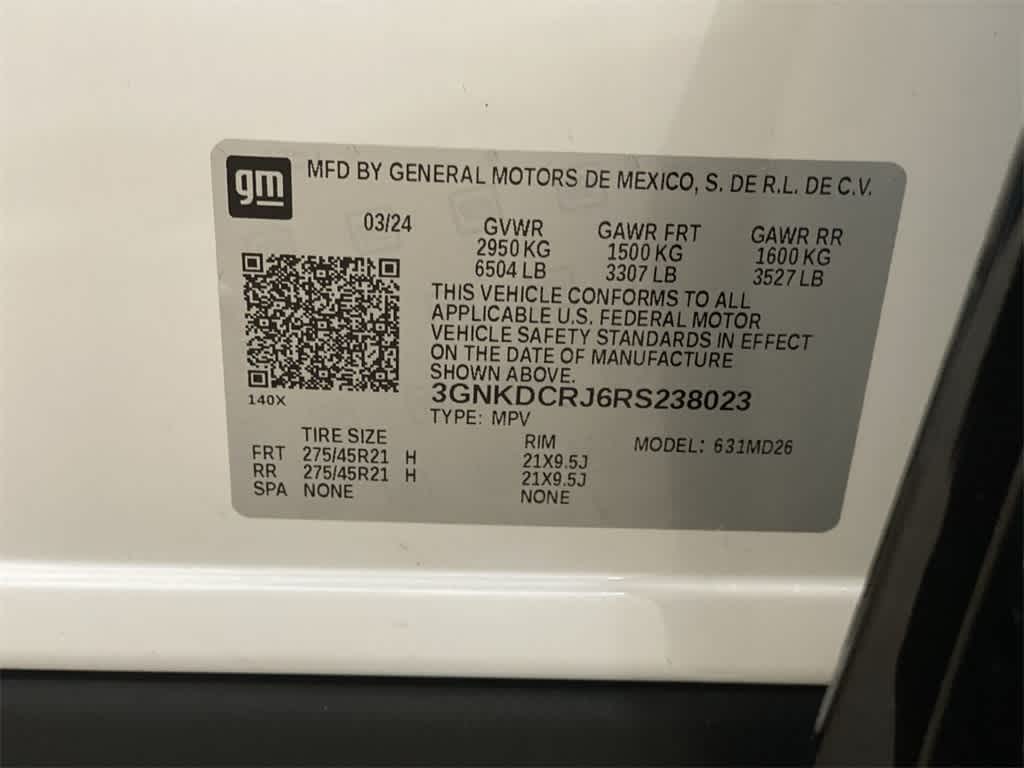 gm
MFD BY GENERAL MOTORS DE MEXICO, S. DE R.L. DE C.V.
03/24 GVWR GAWR FRT GAWR RR
2950 KG 1500 KG 1600 KG
6504 LB 3307 LB 3527 LB
THIS VEHICLE CONFORMS TO ALL
APPLICABLE U.S. FEDERAL MOTOR
VEHICLE SAFETY STANDARDS IN EFFECT
ON THE DATE OF MANUFACTURE
SHOWN ABOVE.
140X
3GNKDCRJ6RS238023
TYPE: MPV
TIRE SIZE RIM MODEL: 631MD26
FRT 275/45R21 H 21X9.5J
RR 275/45R21 H 21X9.5J
SPA NONE NONE